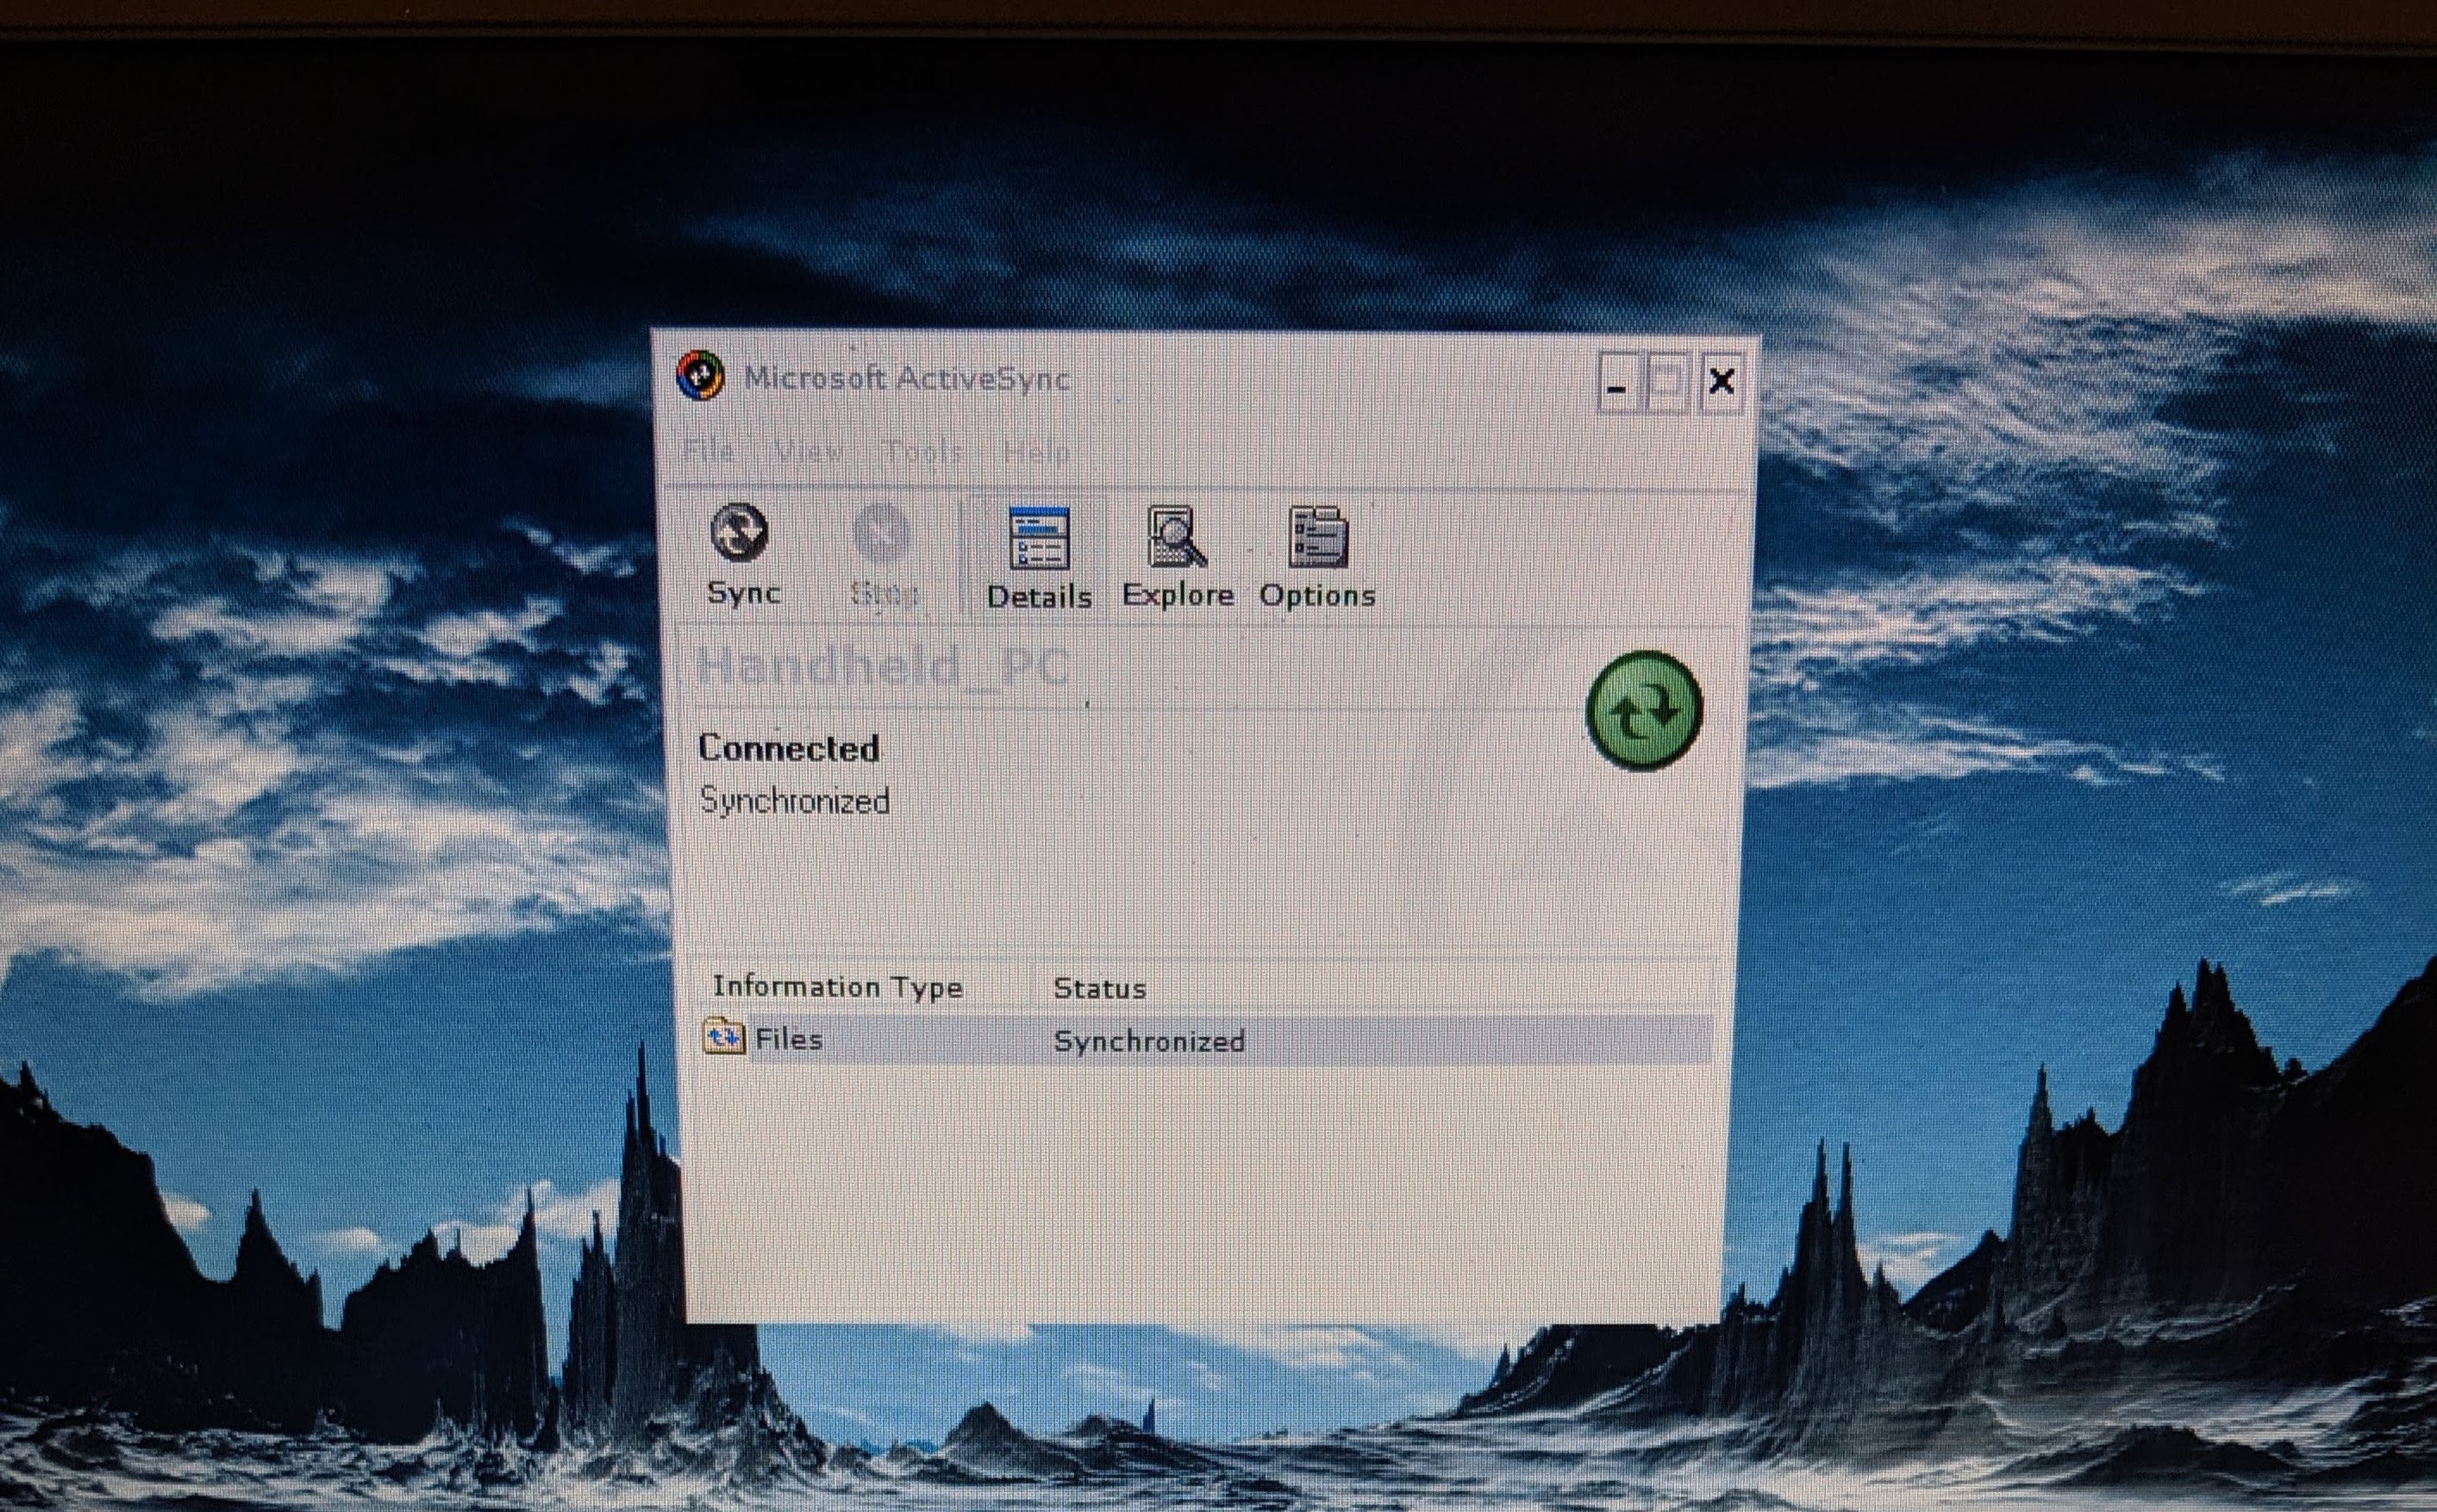 Microsoft ActiveSync
File View Tools Help
Sync Stop Details Explore Options
Handheld_PC
Connected
Synchronized
Information Type Status
Files Synchronized